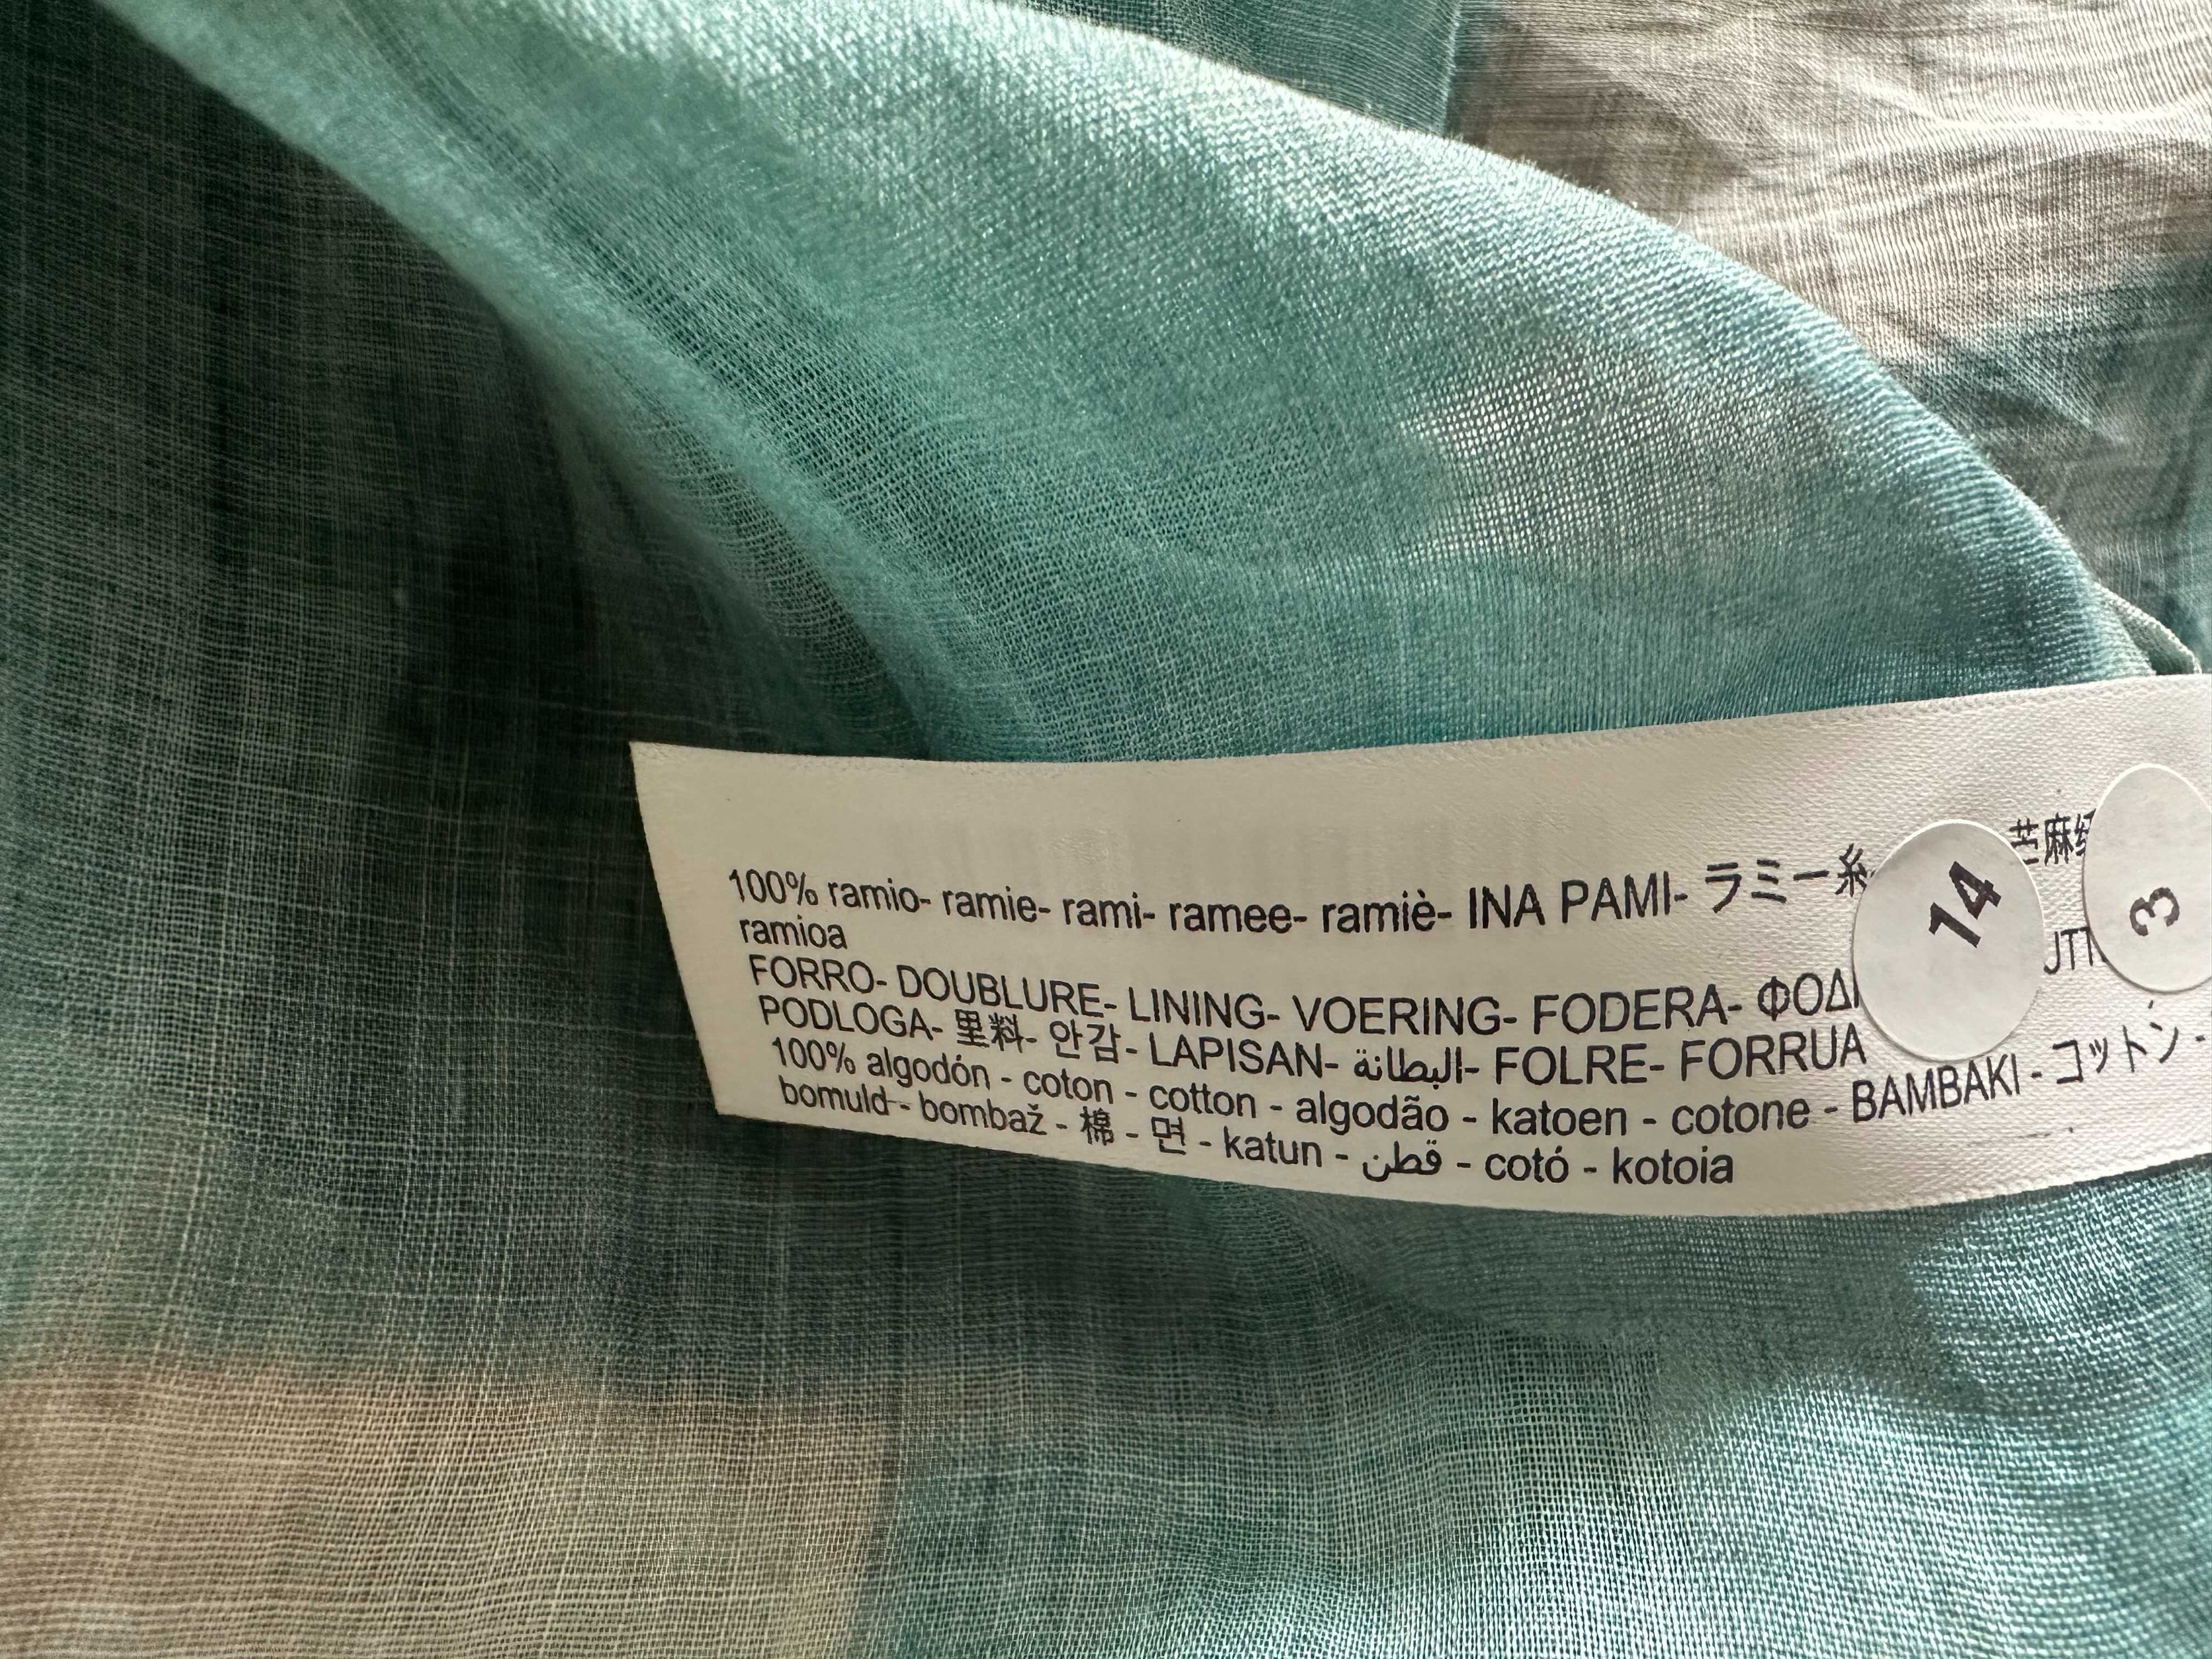 100% ramio- ramie- rami- ramee- ramiè- INA PAMI- ラミー糸 苎麻
ramioa
FORRO- DOUBLURE- LINING- VOERING- FODERA-
PODLOGA- 里料- 안감- LAPISAN- البطانة- FOLRE- FORRUA
100% algodón - coton - cotton - algodão - katoen - cotone - BAMBAKI - コットン -
bomuld - bombaž - 棉 - 면 - katun - قطن - cotó - kotoia
14
3